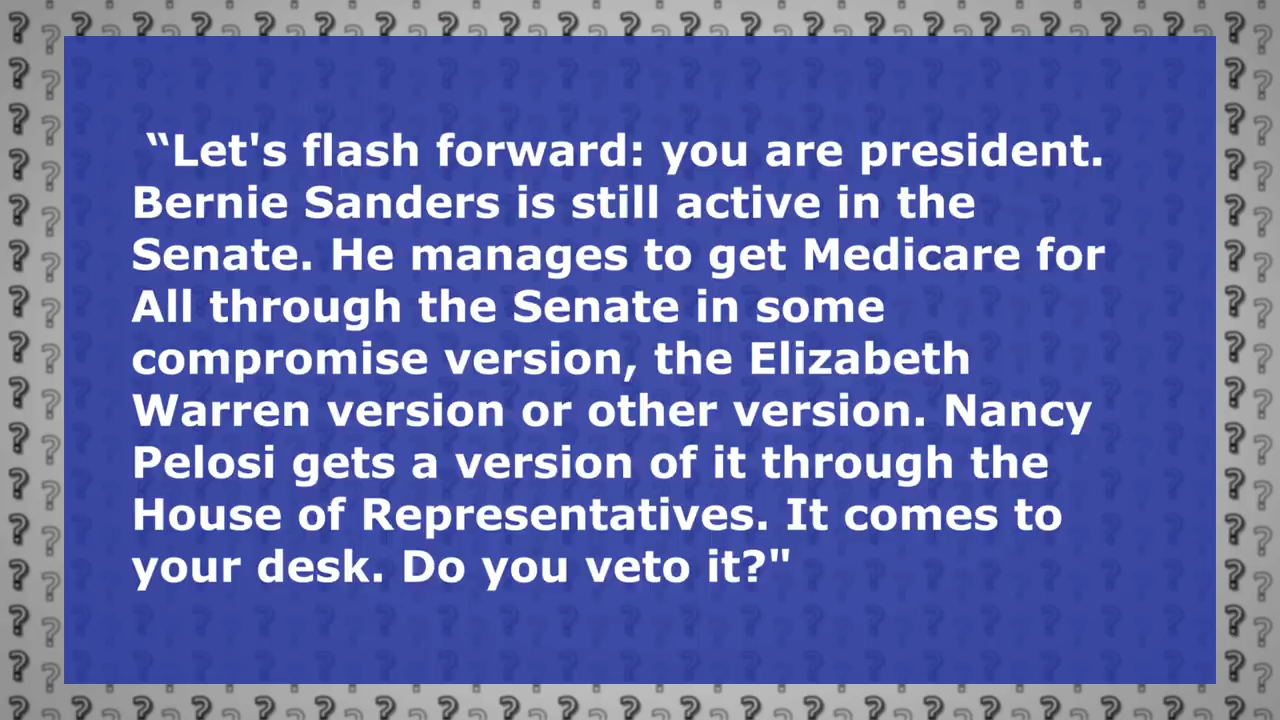 “Let's flash forward: you are president.
Bernie Sanders is still active in the
Senate. He manages to get Medicare for
All through the Senate in some
compromise version, the Elizabeth
Warren version or other version. Nancy
Pelosi gets a version of it through the
House of Representatives. It comes to
your desk. Do you veto it?"